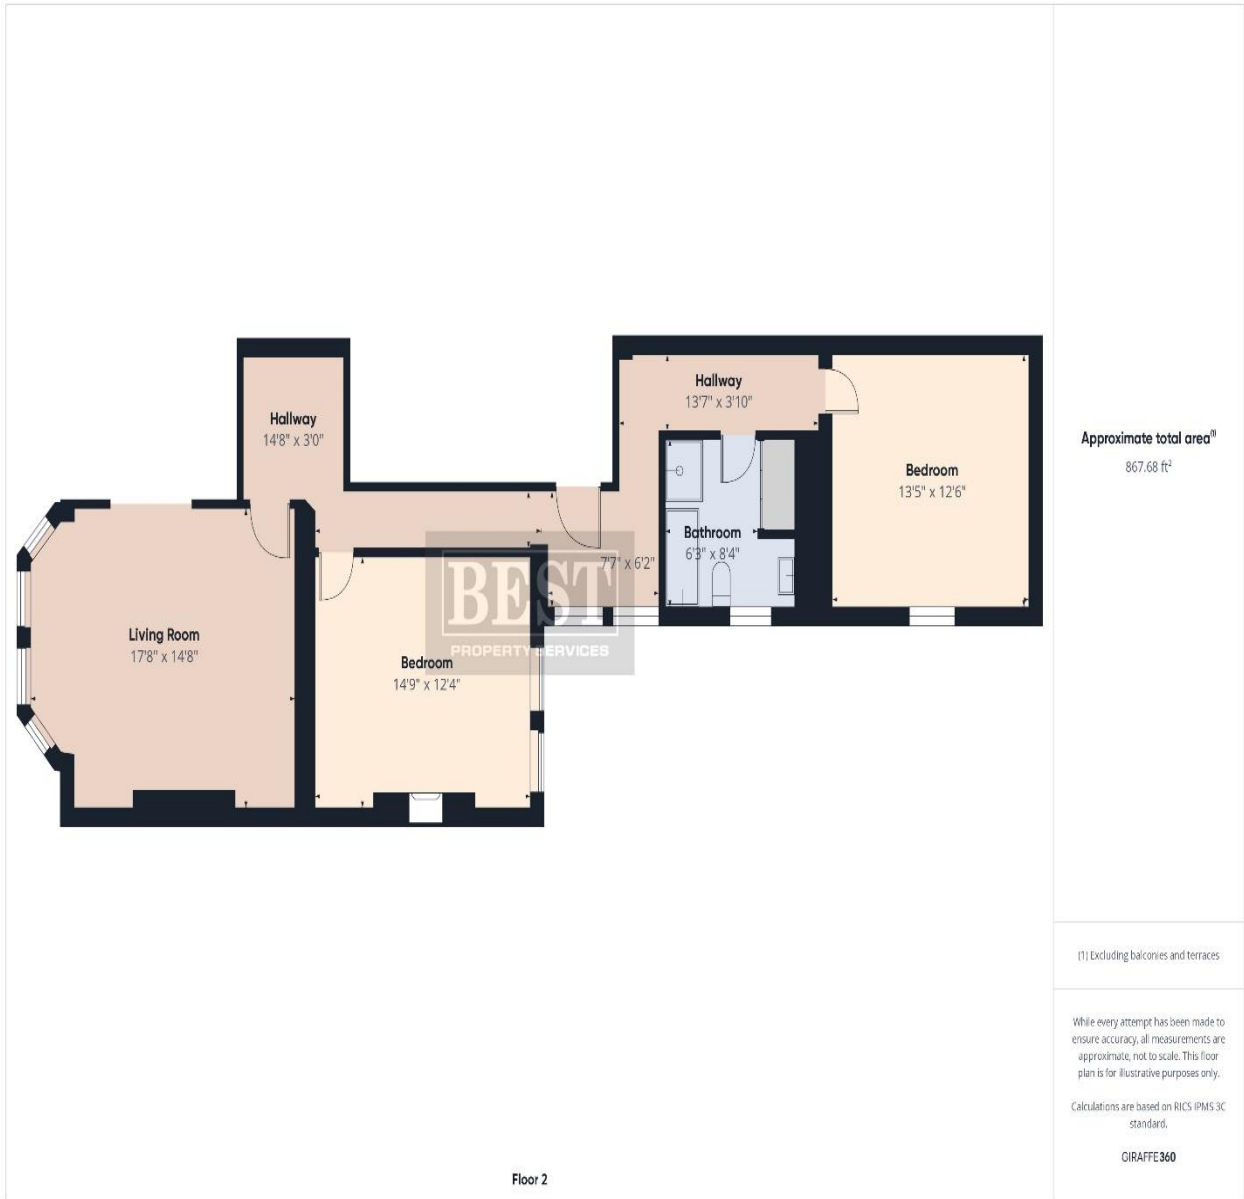 Hallway
13'7" x 3'10"
Hallway
14'8" x 3'0"
Approximate total area(1)
867.68 ft²
Bedroom
13'5" x 12'6"
Bathroom
6'3" x 8'4"
7'7" x 6'2"
BEST
PROPERTY SERVICES
Living Room
17'8" x 14'8"
Bedroom
14'9" x 12'4"
(1) Excluding balconies and terraces
While every attempt has been made to
ensure accuracy, all measurements are
approximate, not to scale. This floor
plan is for illustrative purposes only.
Calculations are based on RICS IPMS 3C
standard.
GIRAFFE360
Floor 2